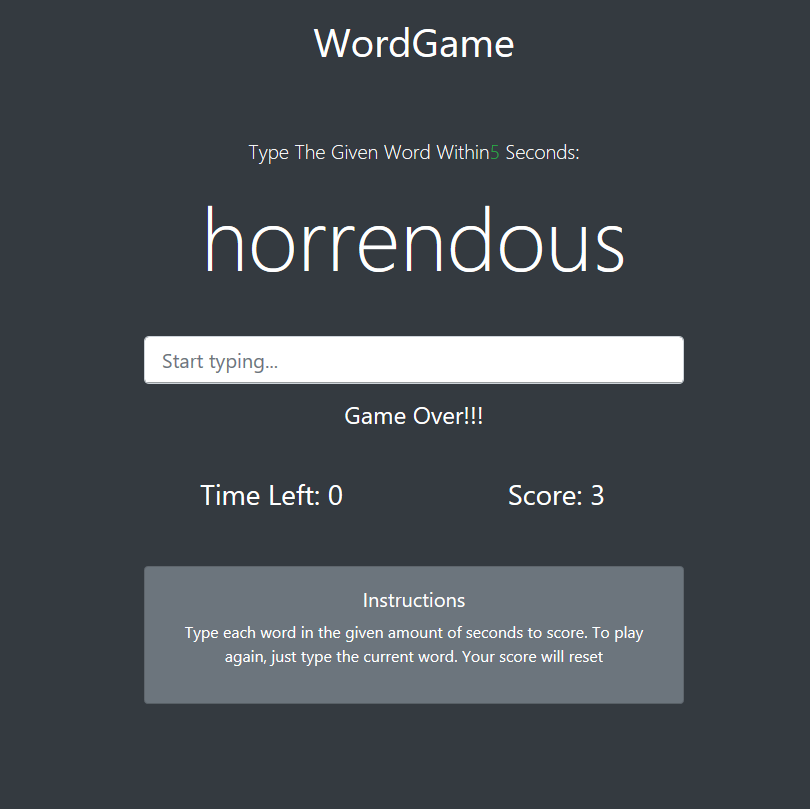 WordGame
Type The Given Word Within5 Seconds:
horrendous
Start typing...
Game Over!!!
Time Left: 0 Score: 3
Instructions
Type each word in the given amount of seconds to score. To play
again, just type the current word. Your score will reset